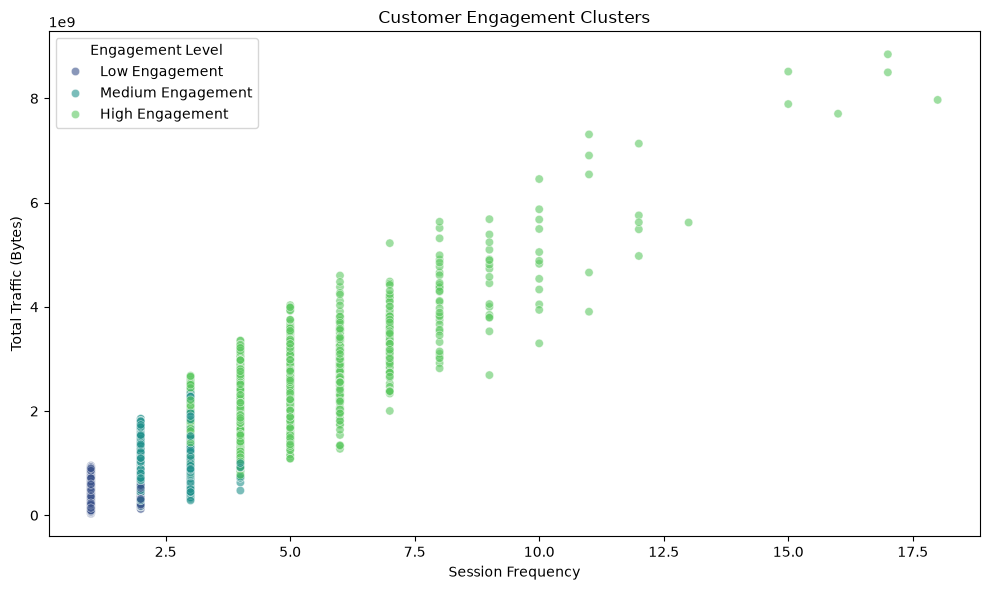 Customer Engagement Clusters
1e9
Engagement Level
Low Engagement
Medium Engagement
High Engagement
Total Traffic (Bytes)
8
6
4
2
0
2.5
5.0
7.5
10.0
12.5
15.0
17.5
Session Frequency